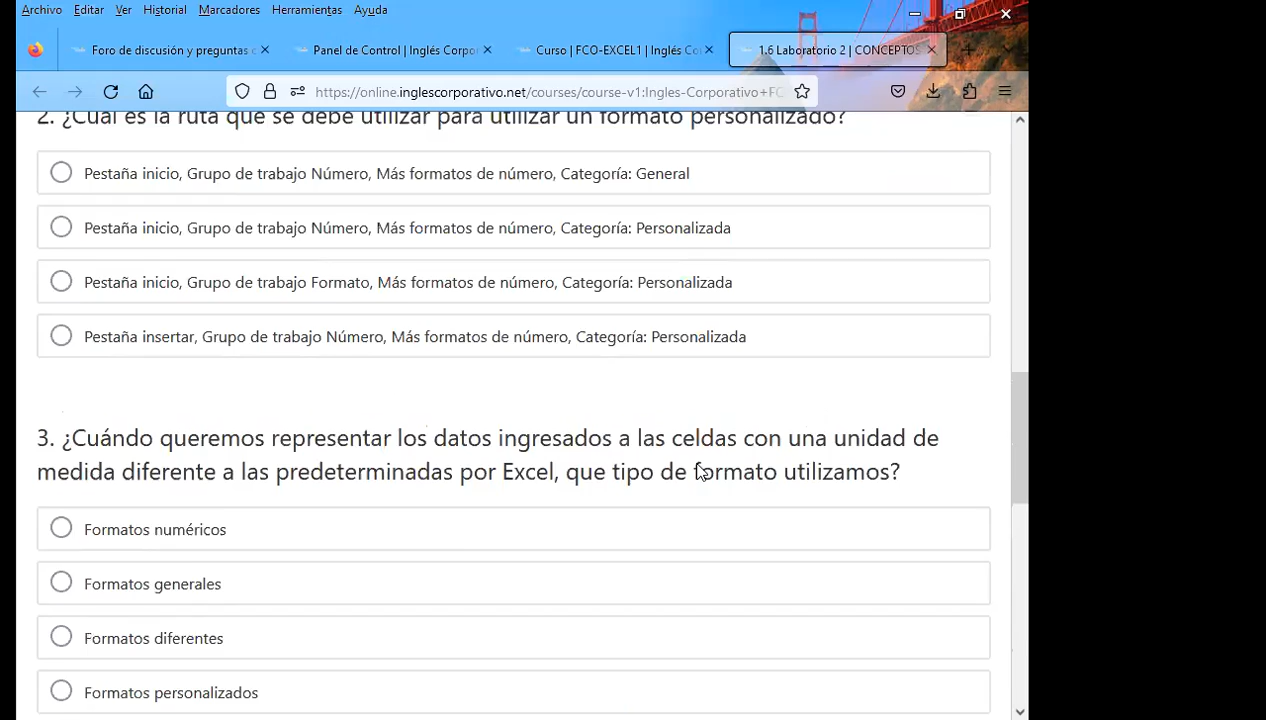 Archivo Editar Ver Historial Marcadores Herramientas Ayuda
Foro de discusión y preguntas c
Panel de Control | Inglés Corpor
Curso | FCO-EXCEL1 | Inglés Co
1.6 Laboratorio 2 | CONCEPTOS
https://online.inglescorporativo.net/courses/course-v1:Ingles-Corporativo+FC
2. ¿Cuál es la ruta que se debe utilizar para utilizar un formato personalizado?
Pestaña inicio, Grupo de trabajo Número, Más formatos de número, Categoría: General
Pestaña inicio, Grupo de trabajo Número, Más formatos de número, Categoría: Personalizada
Pestaña inicio, Grupo de trabajo Formato, Más formatos de número, Categoría: Personalizada
Pestaña insertar, Grupo de trabajo Número, Más formatos de número, Categoría: Personalizada
3. ¿Cuándo queremos representar los datos ingresados a las celdas con una unidad de
medida diferente a las predeterminadas por Excel, que tipo de formato utilizamos?
Formatos numéricos
Formatos generales
Formatos diferentes
Formatos personalizados